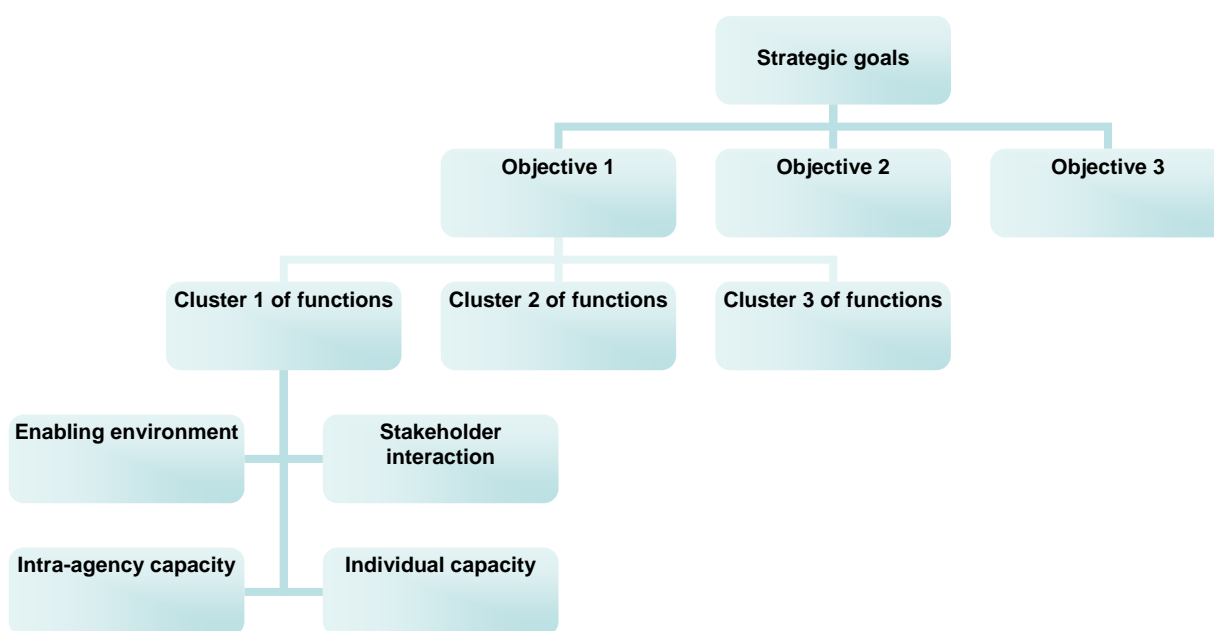 Strategic goals
Objective 1
Objective 2
Objective 3
Cluster 1 of functions
Cluster 2 of functions
Cluster 3 of functions
Enabling environment
Stakeholder
interaction
Intra-agency capacity
Individual capacity